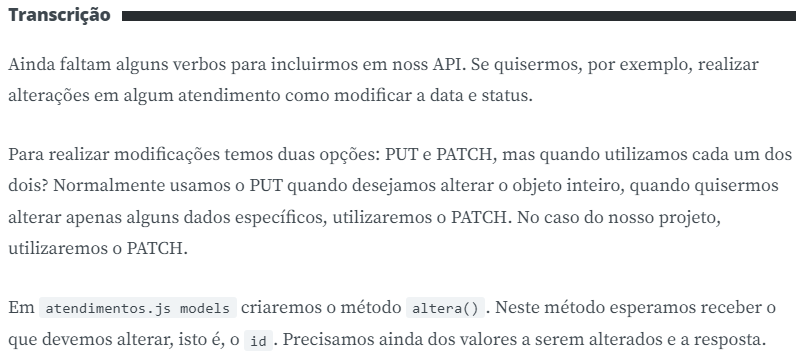 Transcrição
Ainda faltam alguns verbos para incluirmos em noss API. Se quisermos, por exemplo, realizar
alterações em algum atendimento como modificar a data e status.
Para realizar modificações temos duas opções: PUT e PATCH, mas quando utilizamos cada um dos
dois? Normalmente usamos o PUT quando desejamos alterar o objeto inteiro, quando quisermos
alterar apenas alguns dados específicos, utilizaremos o PATCH. No caso do nosso projeto,
utilizaremos o PATCH.
Em atendimentos.js models criaremos o método altera(). Neste método esperamos receber o
que devemos alterar, isto é, o id. Precisamos ainda dos valores a serem alterados e a resposta.